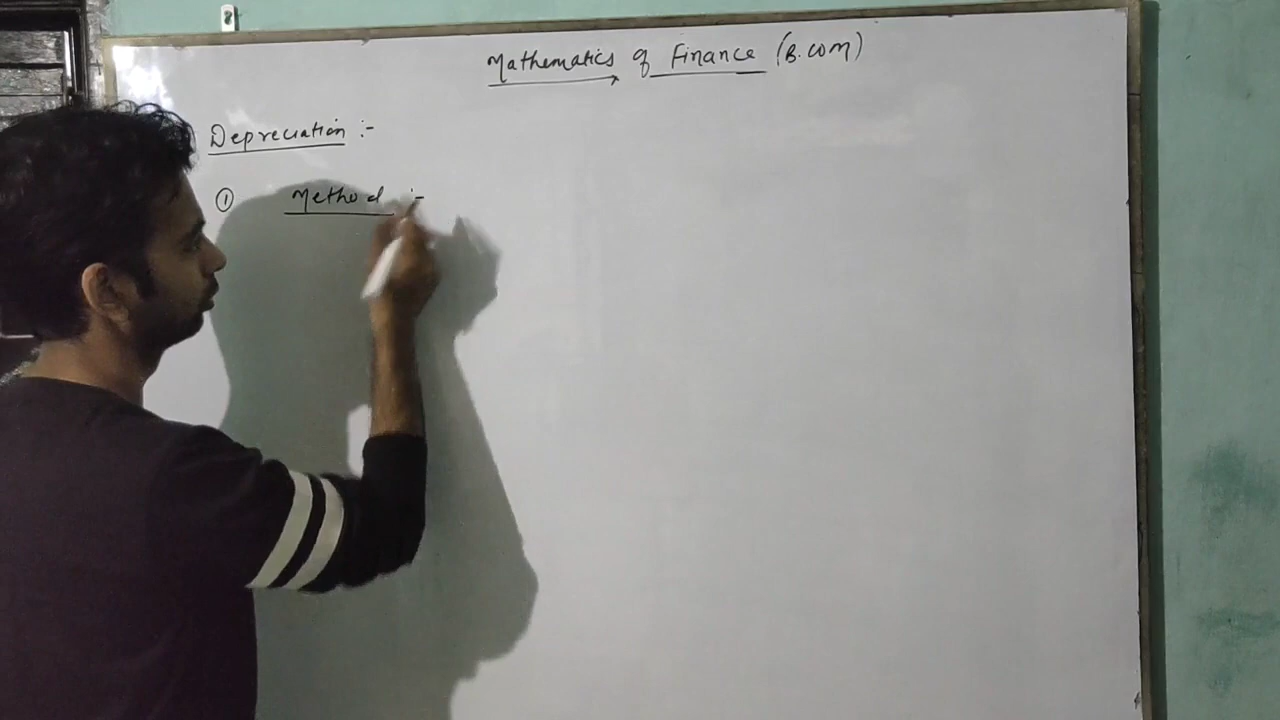 Mathematics of Finance (B.com)
Depreciation :-
① Method :-